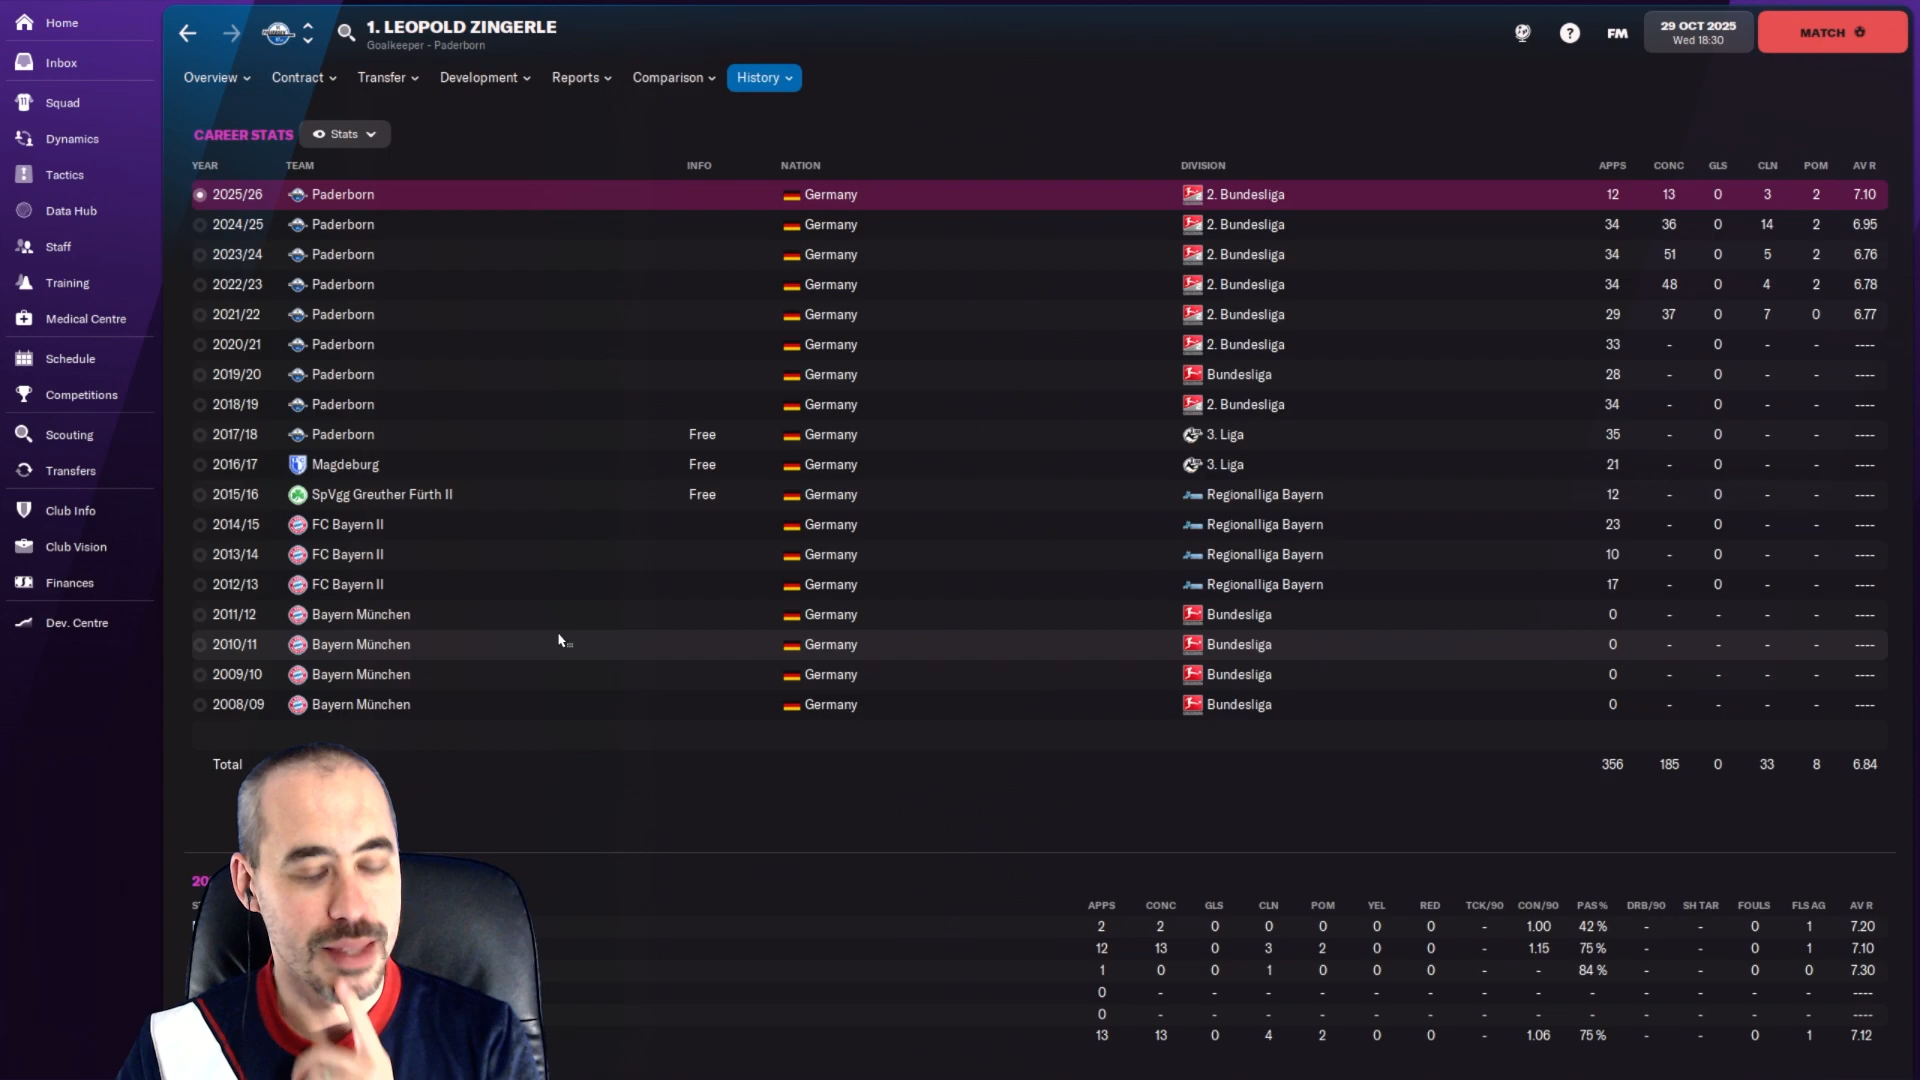 Home
Inbox
Squad
Dynamics
Tactics
Data Hub
Staff
Training
Medical Centre
Schedule
Competitions
Scouting
Transfers
Club Info
Club Vision
Finances
Dev. Centre
1. LEOPOLD ZINGERLE
Goalkeeper - Paderborn
FM
29 OCT 2025
Wed 18:30
MATCH
Overview Contract Transfer Development Reports Comparison History
CAREER STATS Stats
YEAR TEAM INFO NATION DIVISION APPS CONC GLS CLN POM AV R
2025/26 Paderborn Germany 2. Bundesliga 12 13 0 3 2 7.10
2024/25 Paderborn Germany 2. Bundesliga 34 36 0 14 2 6.95
2023/24 Paderborn Germany 2. Bundesliga 34 51 0 5 2 6.76
2022/23 Paderborn Germany 2. Bundesliga 34 48 0 4 2 6.78
2021/22 Paderborn Germany 2. Bundesliga 29 37 0 7 0 6.77
2020/21 Paderborn Germany 2. Bundesliga 33 - 0 - - ----
2019/20 Paderborn Germany Bundesliga 28 - 0 - - ----
2018/19 Paderborn Germany 2. Bundesliga 34 - 0 - - ----
2017/18 Paderborn Free Germany 3. Liga 35 - 0 - - ----
2016/17 Magdeburg Free Germany 3. Liga 21 - 0 - - ----
2015/16 SpVgg Greuther Fürth II Free Germany Regionalliga Bayern 12 - 0 - - ----
2014/15 FC Bayern II Germany Regionalliga Bayern 23 - 0 - - ----
2013/14 FC Bayern II Germany Regionalliga Bayern 10 - 0 - - ----
2012/13 FC Bayern II Germany Regionalliga Bayern 17 - 0 - - ----
2011/12 Bayern München Germany Bundesliga 0 - - - - ----
2010/11 Bayern München Germany Bundesliga 0 - - - - ----
2009/10 Bayern München Germany Bundesliga 0 - - - - ----
2008/09 Bayern München Germany Bundesliga 0 - - - - ----
Total 356 185 0 33 8 6.84
20
APPS CONC GLS CLN POM YEL RED TCK/90 CON/90 PAS % DRB/90 SH TAR FOULS FLS AG AV R
2 2 0 0 0 0 0 - 1.00 42 % - - 0 1 7.20
12 13 0 3 2 0 0 - 1.15 75 % - - 0 1 7.10
1 0 0 1 0 0 0 - - 84 % - - 0 0 7.30
0 - - - - - - - - - - - - - ----
0 - - - - - - - - - - - - - ----
13 13 0 4 2 0 0 - 1.06 75 % - - 0 1 7.12